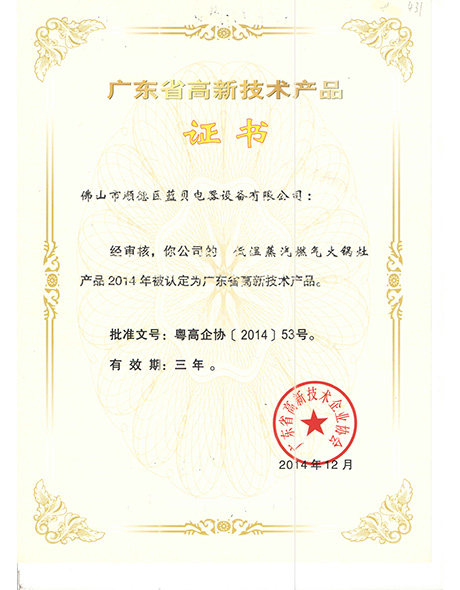 431
广东省高新技术产品
证书
佛山市顺德区蓝贝电器设备有限公司：
经审核，你公司的 低温蒸汽燃气火锅灶
产品2014年被认定为广东省高新技术产品。
批准文号：粤高企协〔2014〕53号。
有效期：三年。
广东省高新技术企业协会
2014年12月